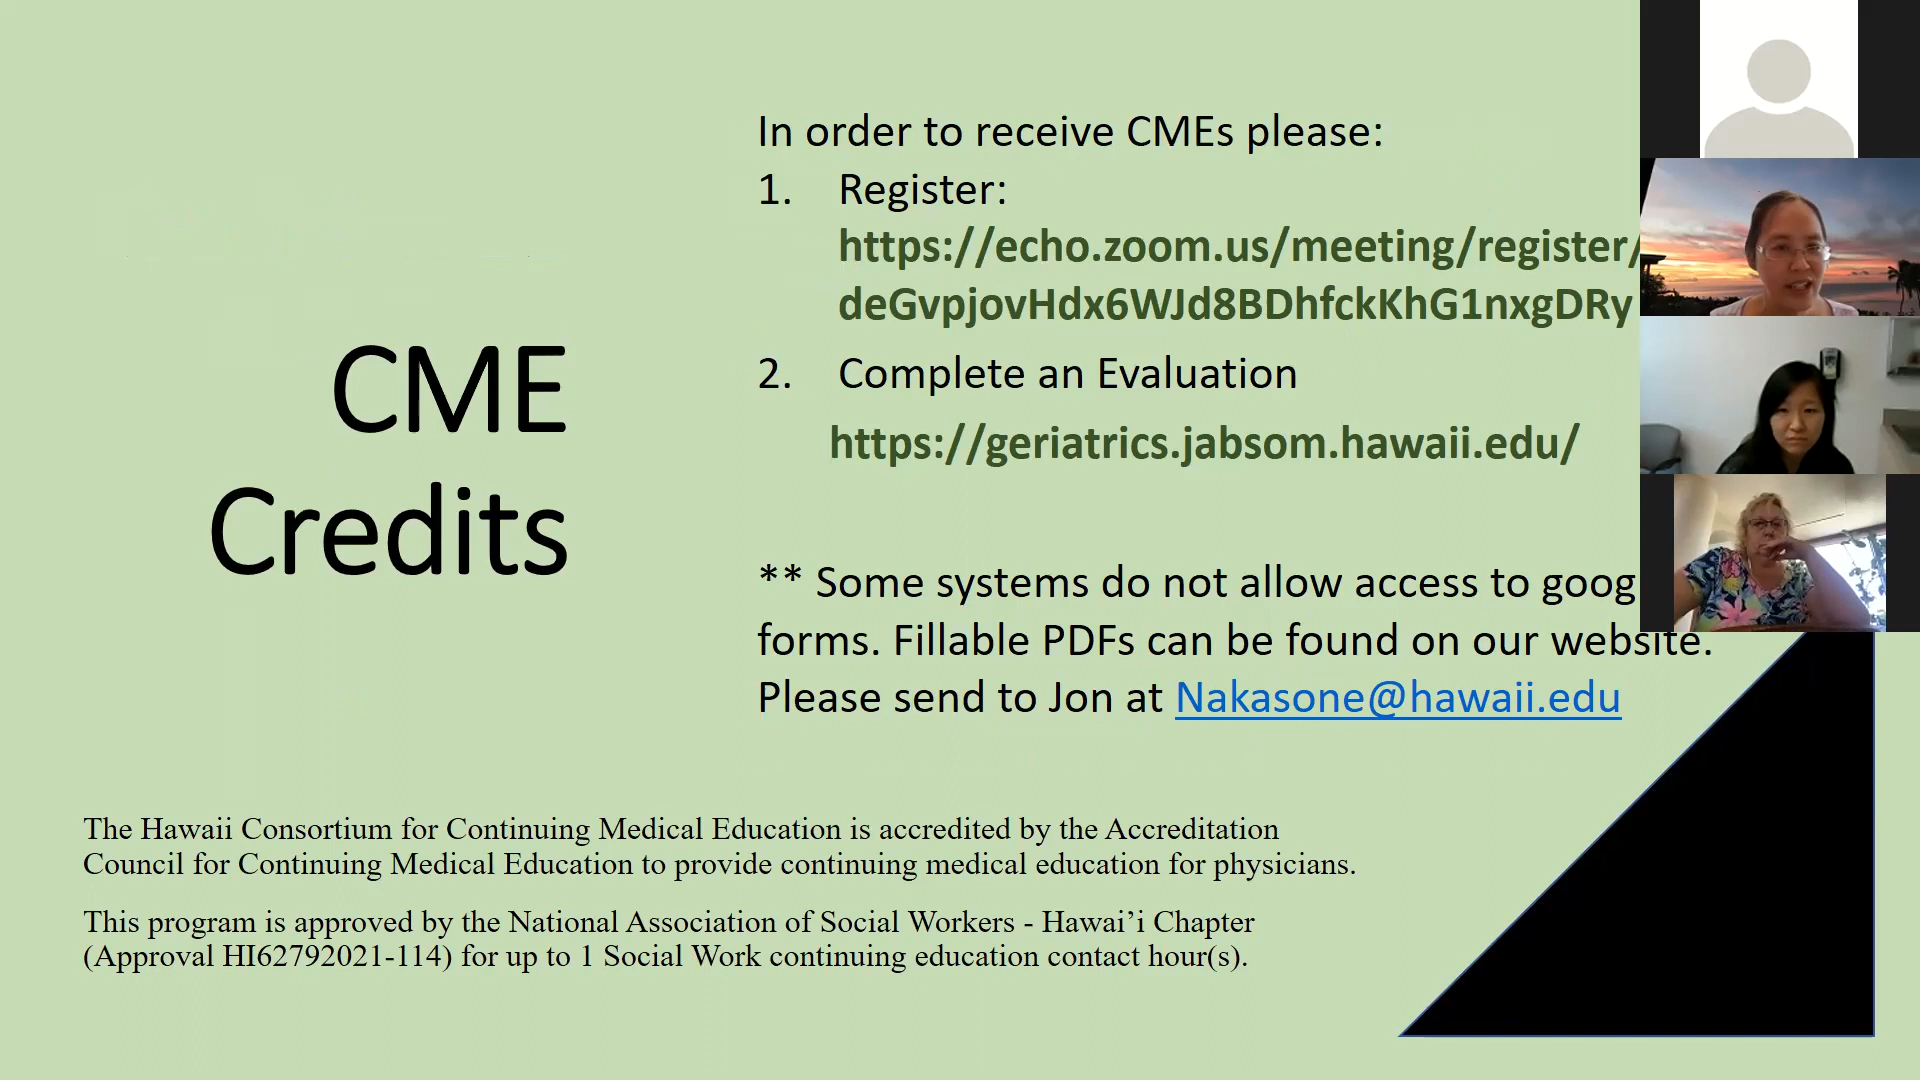 CME
Credits
In order to receive CMEs please:
1. Register:
https://echo.zoom.us/meeting/register/
deGvpjovHdx6WJd8BDhfckKhG1nxgDRy
2. Complete an Evaluation
https://geriatrics.jabsom.hawaii.edu/
** Some systems do not allow access to goog
forms. Fillable PDFs can be found on our website.
Please send to Jon at Nakasone@hawaii.edu
The Hawaii Consortium for Continuing Medical Education is accredited by the Accreditation
Council for Continuing Medical Education to provide continuing medical education for physicians.
This program is approved by the National Association of Social Workers - Hawai’i Chapter
(Approval HI62792021-114) for up to 1 Social Work continuing education contact hour(s).